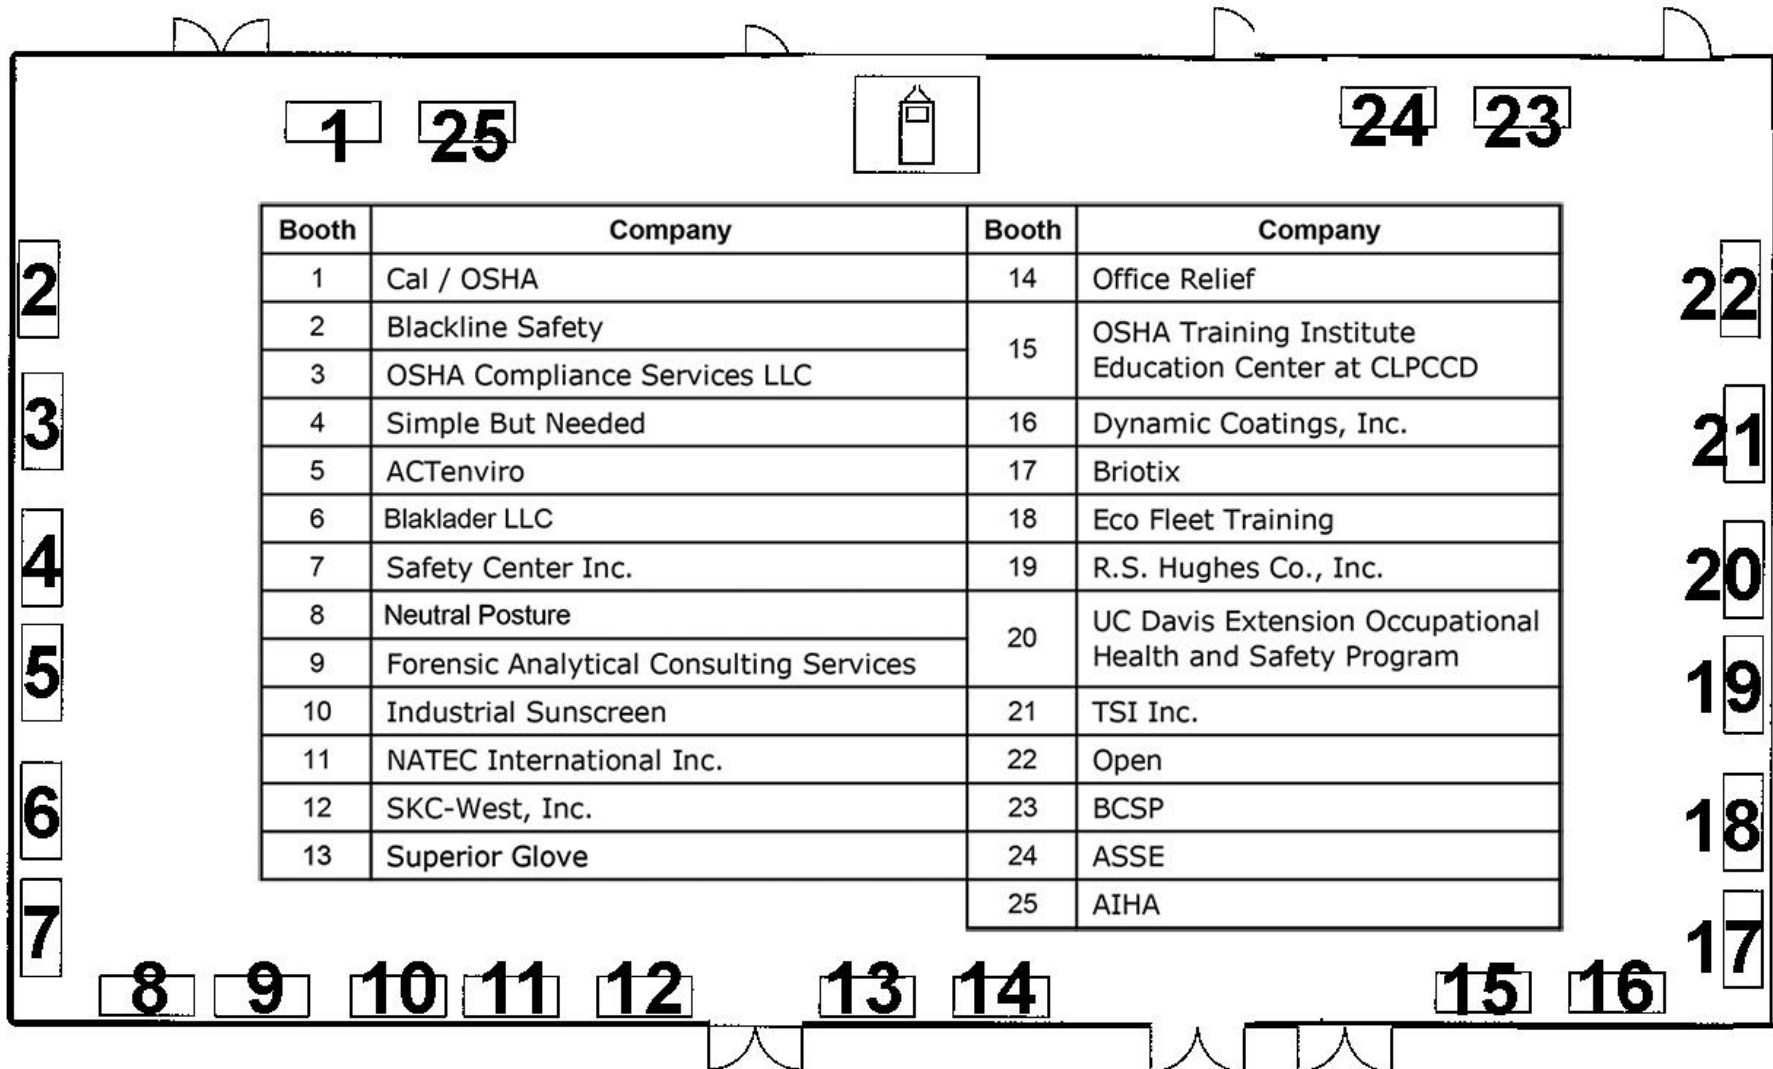 1 25 24 23
Booth Company Booth Company
2 22
1 Cal / OSHA 14 Office Relief
2 Blackline Safety 15 OSHA Training Institute
Education Center at CLPCCD
3 OSHA Compliance Services LLC
3 21
4 Simple But Needed 16 Dynamic Coatings, Inc.
5 ACTenviro 17 Briotix
6 Blaklader LLC 18 Eco Fleet Training
4 20
7 Safety Center Inc. 19 R.S. Hughes Co., Inc.
8 Neutral Posture 20 UC Davis Extension Occupational
Health and Safety Program
9 Forensic Analytical Consulting Services
5 19
10 Industrial Sunscreen 21 TSI Inc.
11 NATEC International Inc. 22 Open
12 SKC-West, Inc. 23 BCSP
6 18
13 Superior Glove 24 ASSE
25 AIHA
7 17
8 9 10 11 12 13 14 15 16